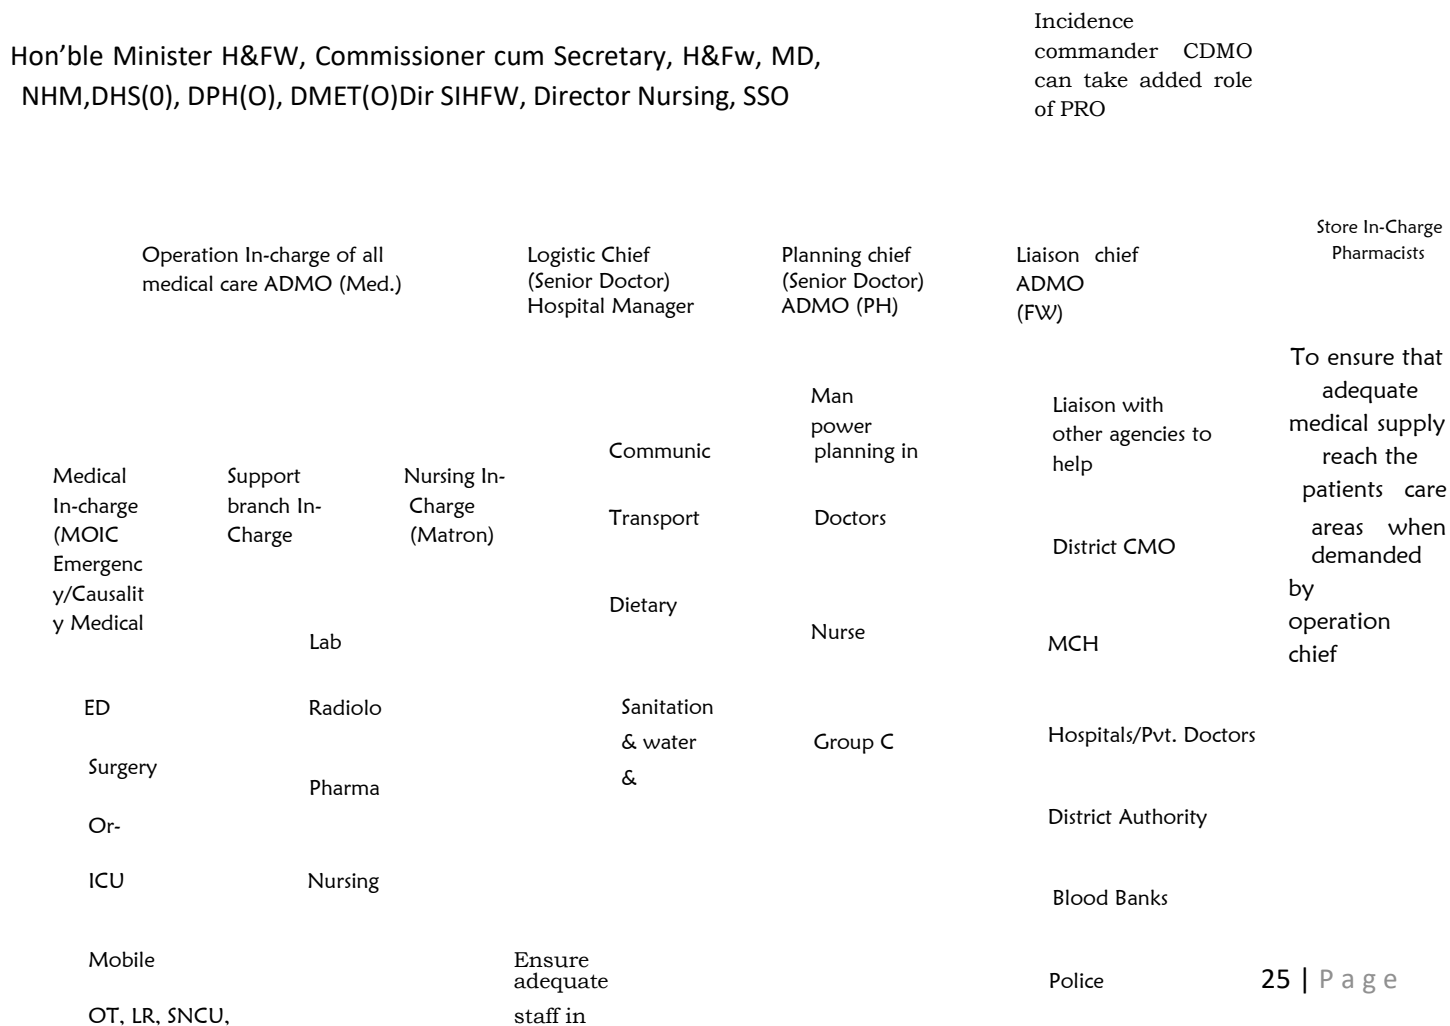 Hon’ble Minister H&FW, Commissioner cum Secretary, H&Fw, MD,
NHM,DHS(0), DPH(O), DMET(O)Dir SIHFW, Director Nursing, SSO
Incidence
commander CDMO
can take added role
of PRO
Operation In-charge of all
medical care ADMO (Med.)
Logistic Chief
(Senior Doctor)
Hospital Manager
Planning chief
(Senior Doctor)
ADMO (PH)
Liaison chief
ADMO
(FW)
Store In-Charge
Pharmacists
Medical
In-charge
(MOIC
Emergenc
y/Causalit
y Medical
ED
Surgery
Or-
ICU
Mobile
OT, LR, SNCU,
Support
branch In-
Charge
Lab
Radiolo
Pharma
Nursing
Nursing In-
Charge
(Matron)
Ensure
adequate
staff in
Communic
Transport
Dietary
Sanitation
& water
&
Man
power
planning in
Doctors
Nurse
Group C
Liaison with
other agencies to
help
District CMO
MCH
Hospitals/Pvt. Doctors
District Authority
Blood Banks
Police
To ensure that
adequate
medical supply
reach the
patients care
areas when
demanded
by
operation
chief
25 | Page